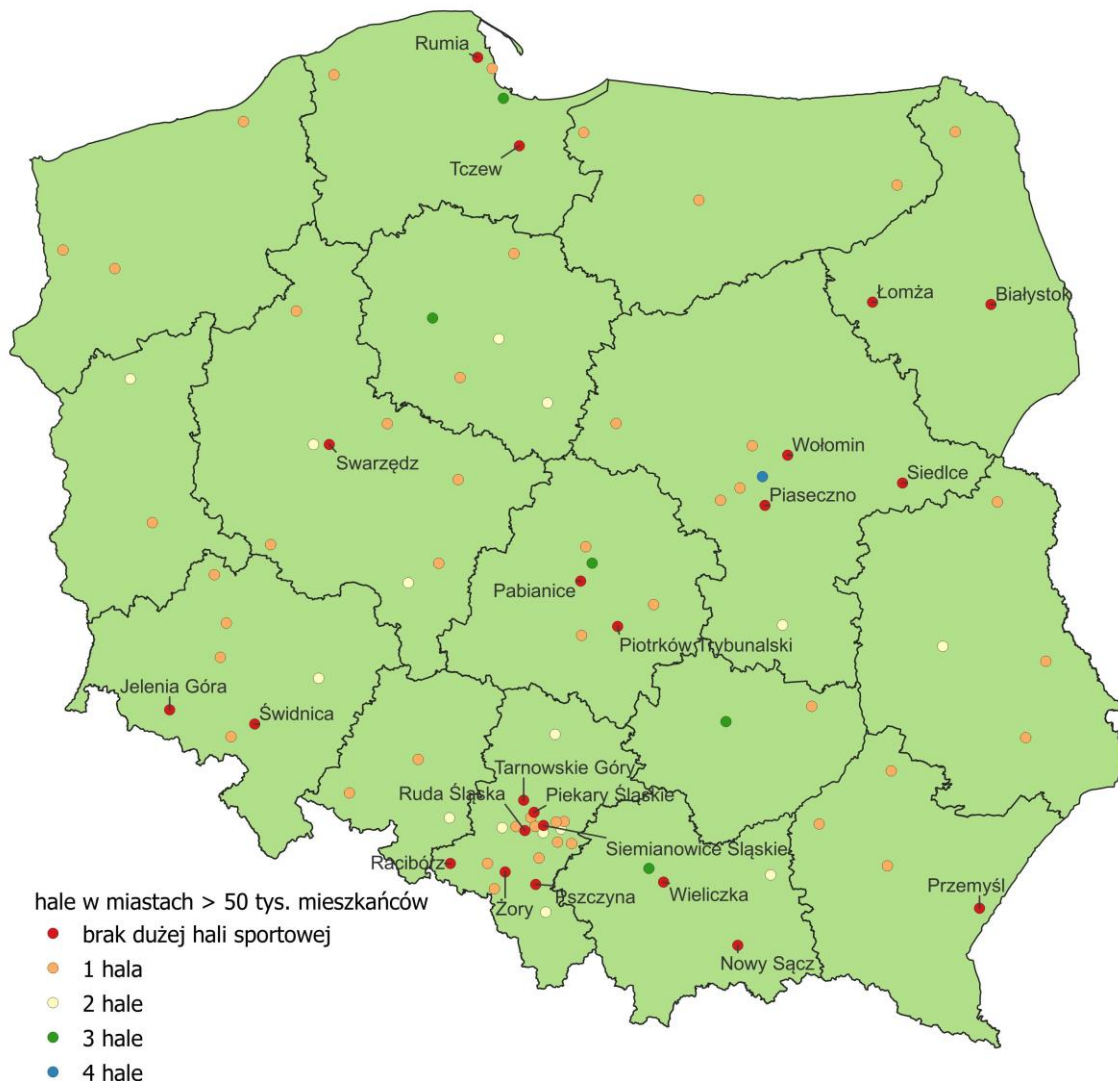 Rumia
Tczew
Łomża
Białystok
Swarzędz
Wołomin
Siedlce
Piaseczno
Pabianice
Piotrków Trybunalski
Jelenia Góra
Świdnica
Tarnowskie Góry
Ruda Śląska
Piekary Śląskie
Siemianowice Śląskie
Racibórz
Żory
Pszczyna
Wieliczka
Przemyśl
Nowy Sącz
hale w miastach > 50 tys. mieszkańców
brak dużej hali sportowej
1 hala
2 hale
3 hale
4 hale